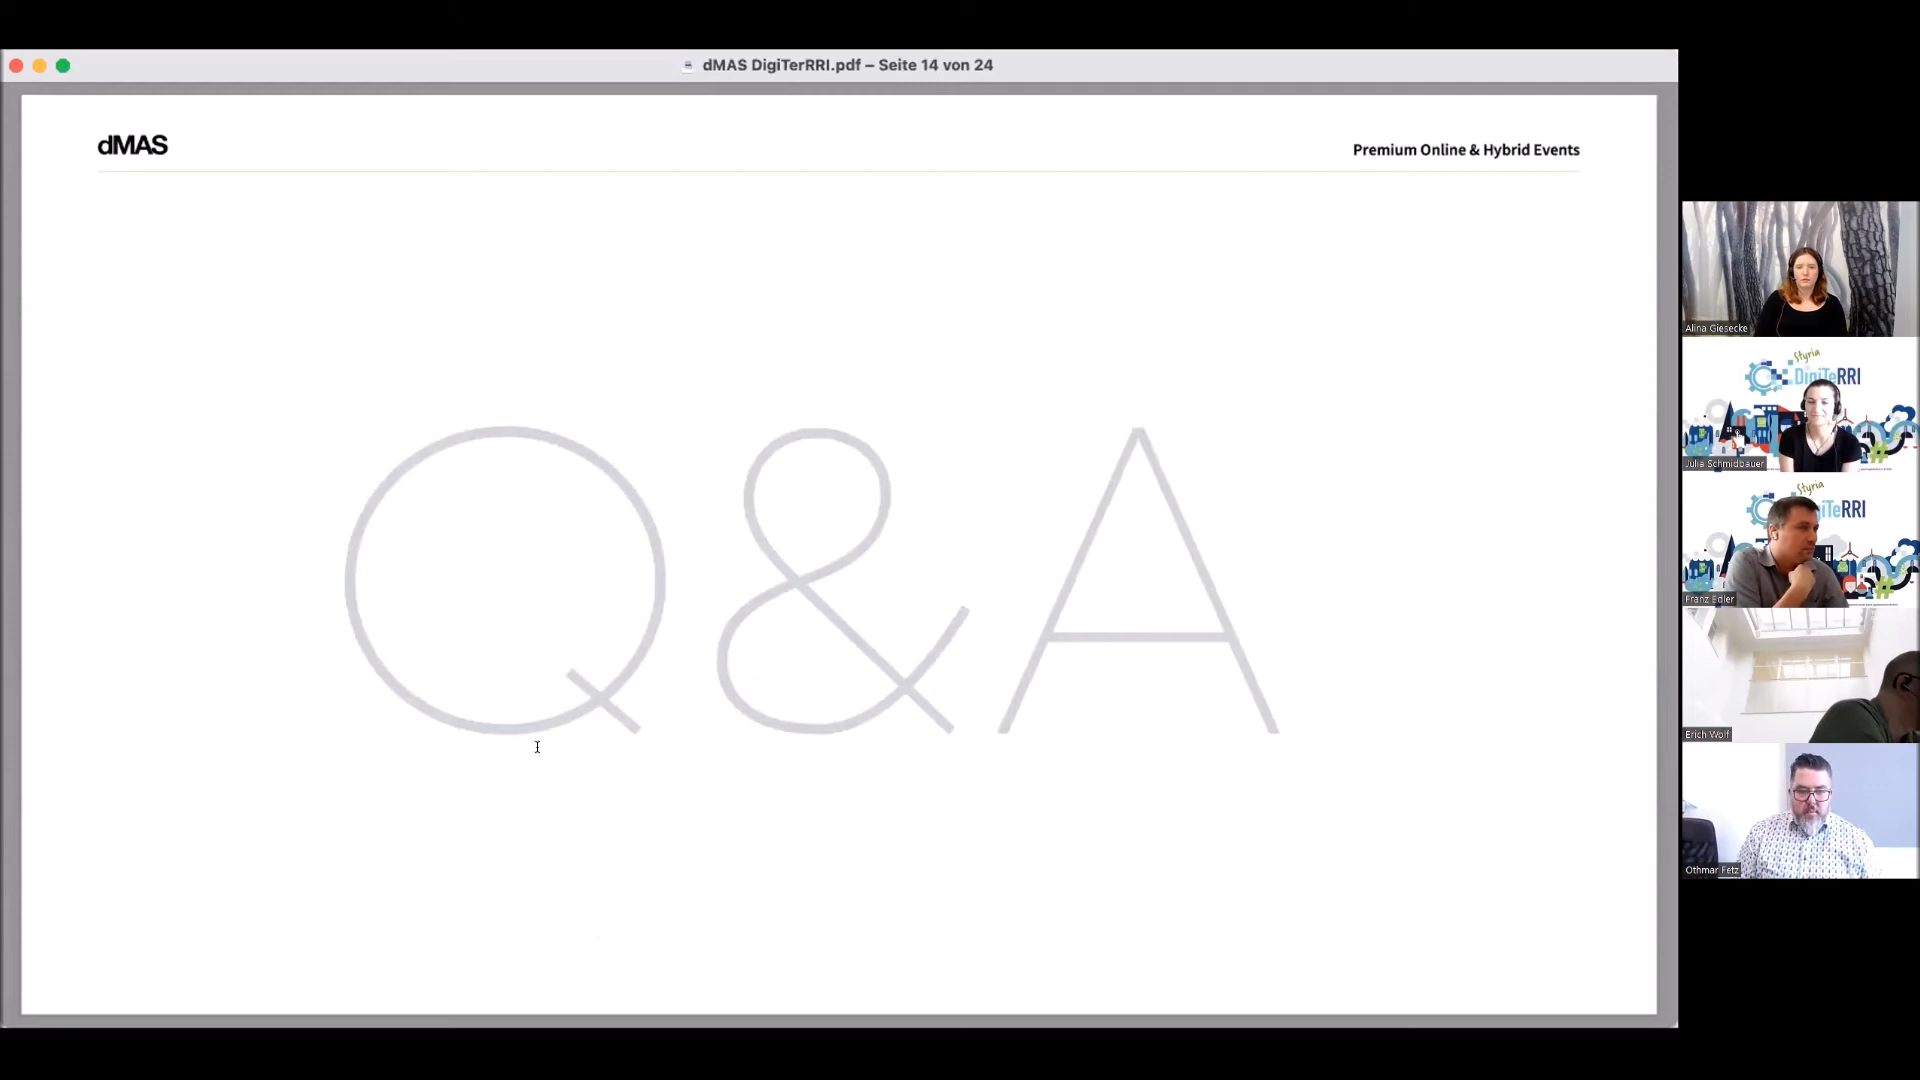 dMAS DigiTerRRI.pdf – Seite 14 von 24
dMAS
Premium Online & Hybrid Events
Q&A
Alina Giesecke
Styria
DigiTeRRI
Julia Schmidbauer
Styria
iTeRRI
Franz Edler
Erich Wolf
Othmar Fetz